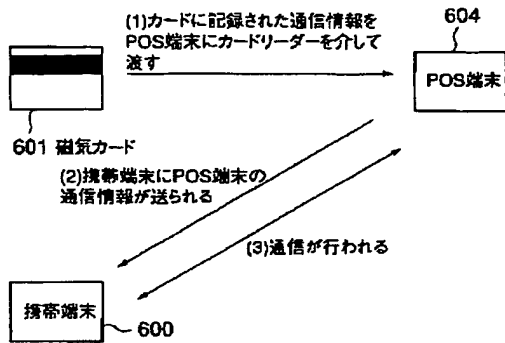 (1)カードに記録された通信情報を
POS端末にカードリーダーを介して
渡す
604
POS端末
601 磁気カード
(2)携帯端末にPOS端末の
通信情報が送られる
(3)通信が行われる
携帯端末
600